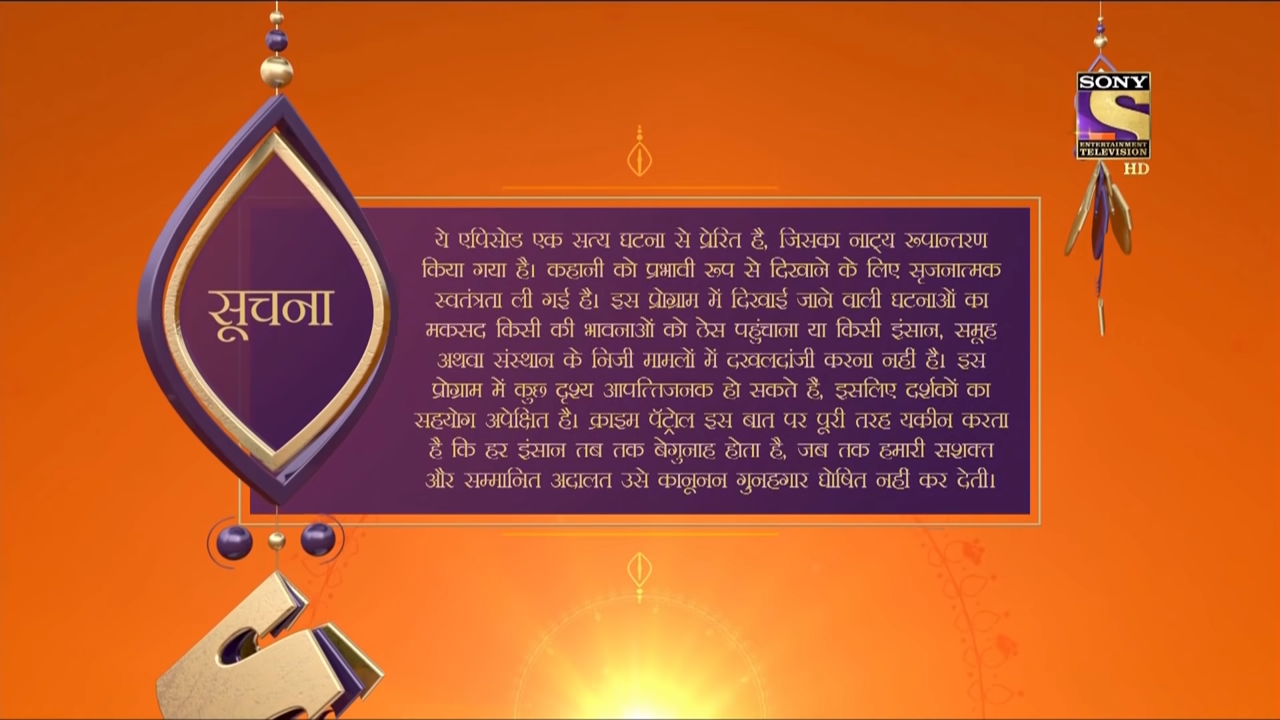 सूचना
ये एपिसोड एक सत्य घटना से प्रेरित है, जिसका नाट्य रूपान्तरण
किया गया है। कहानी को प्रभावी रूप से दिखाने के लिए सृजनात्मक
स्वतंत्रता ली गई है। इस प्रोग्राम में दिखाई जाने वाली घटनाओं का
मकसद किसी की भावनाओं को ठेस पहुंचाना या किसी इंसान, समूह
अथवा संस्थान के निजी मामलों में दखलदांजी करना नहीं है। इस
प्रोग्राम में कुछ दृश्य आपत्तिजनक हो सकते है, इसलिए दर्शकों का
सहयोग अपेक्षित है। क्राइम पॅट्रोल इस बात पर पूरी तरह यकीन करता
है कि हर इंसान तब तक बेगुनाह होता है, जब तक हमारी सशक्त
और सम्मानित अदालत उसे कानूनन गुनहगार घोषित नहीं कर देती।
SONY
ENTERTAINMENT
TELEVISION
HD